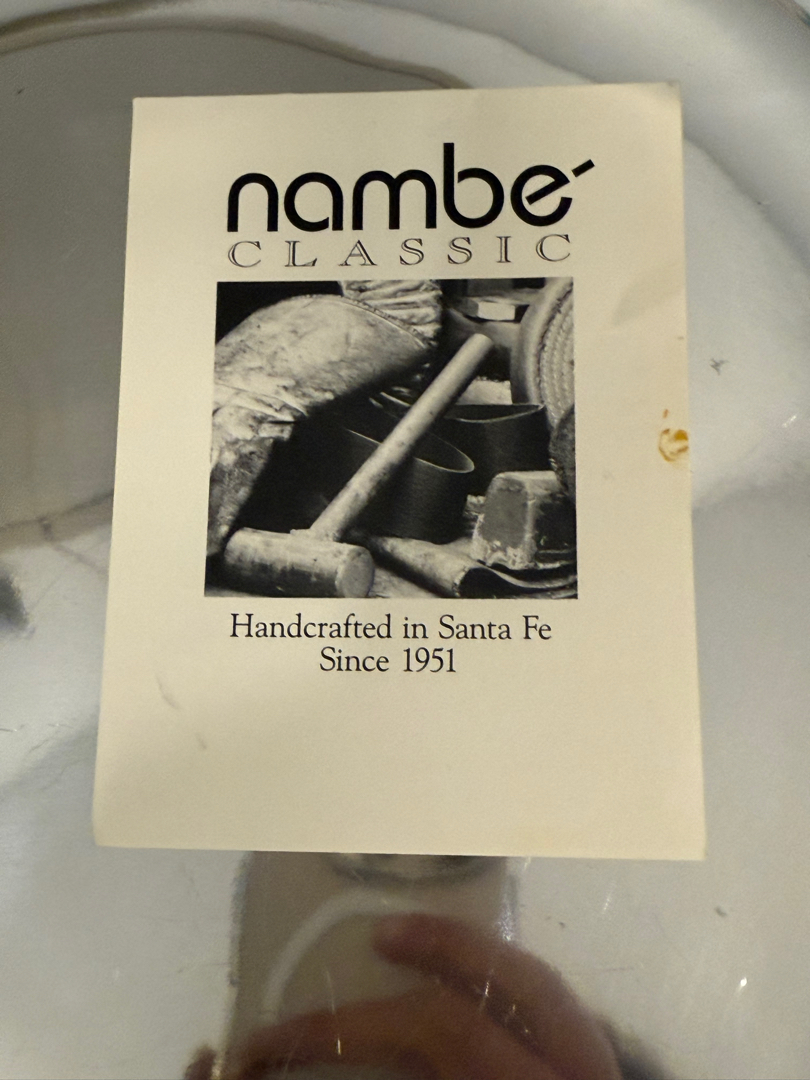 nambé
CLASSIC
Handcrafted in Santa Fe
Since 1951